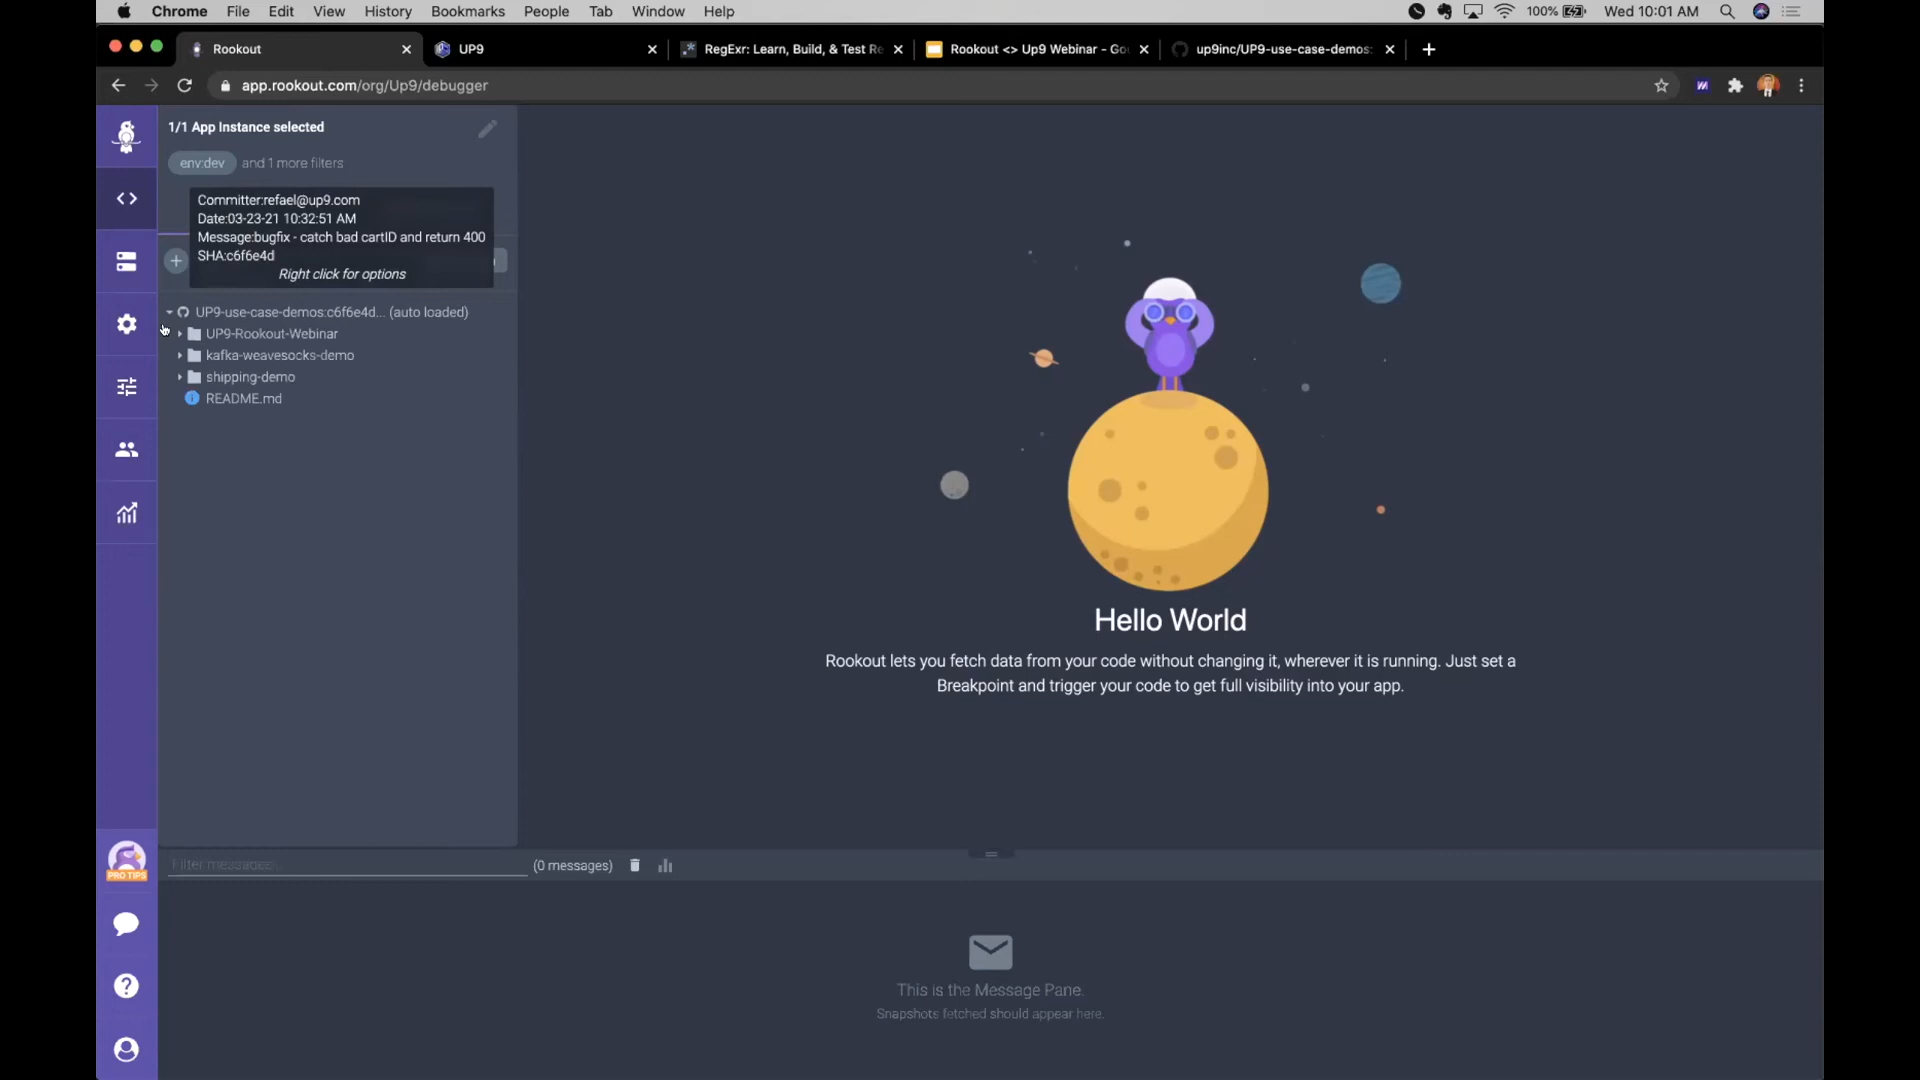 Chrome File Edit View History Bookmarks People Tab Window Help 100% Wed 10:01 AM
Rookout UP9 RegExr: Learn, Build, & Test Re Rookout <> Up9 Webinar - Go up9inc/UP9-use-case-demos:
app.rookout.com/org/Up9/debugger
1/1 App Instance selected
env:dev and 1 more filters
Committer:refael@up9.com
Date:03-23-21 10:32:51 AM
Message:bugfix - catch bad cartID and return 400
SHA:c6f6e4d
Right click for options
UP9-use-case-demos:c6f6e4d... (auto loaded)
UP9-Rookout-Webinar
kafka-weavesocks-demo
shipping-demo
README.md
Hello World
Rookout lets you fetch data from your code without changing it, wherever it is running. Just set a
Breakpoint and trigger your code to get full visibility into your app.
PRO TIPS
Filter messages... (0 messages)
This is the Message Pane.
Snapshots fetched should appear here.